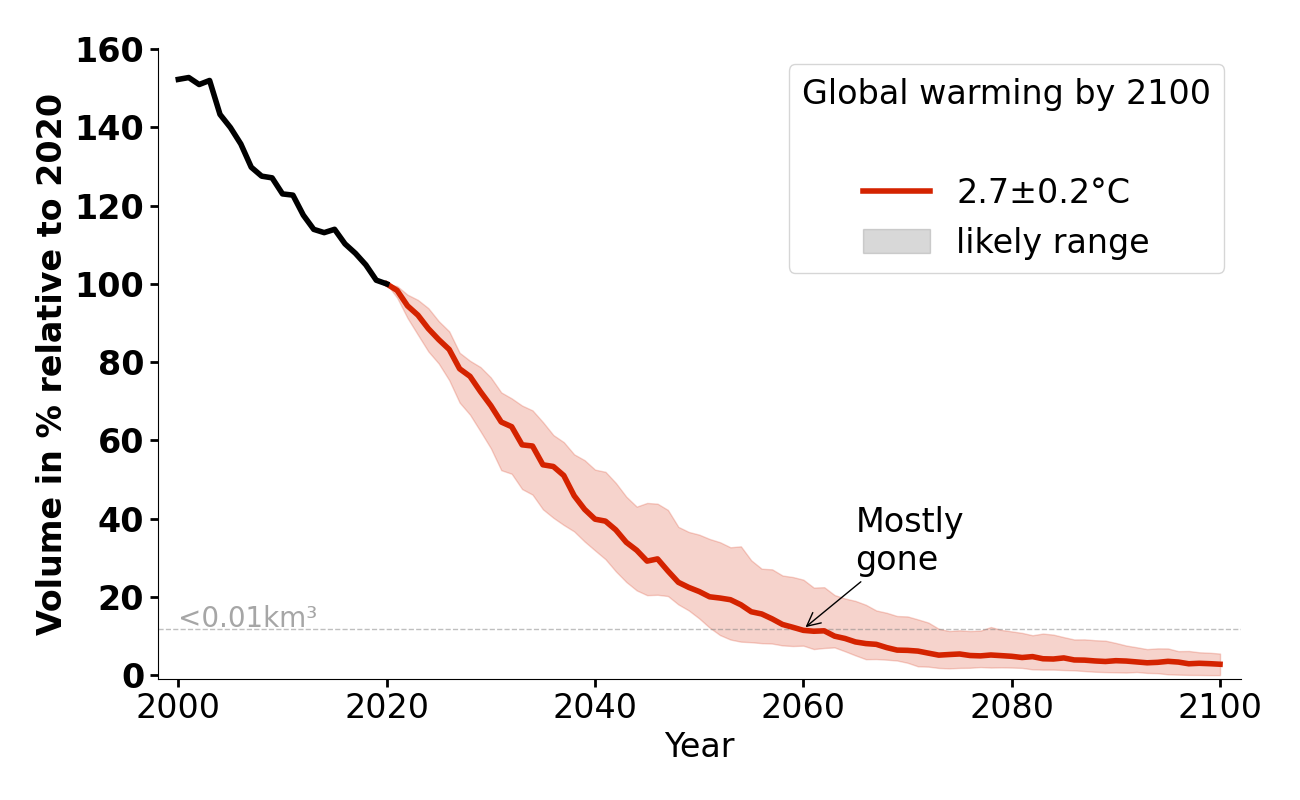 Volume in % relative to 2020
160
140
120
100
80
60
40
20
0
Global warming by 2100
2.7±0.2°C
likely range
Mostly
gone
<0.01km³
2000
2020
2040
2060
2080
2100
Year